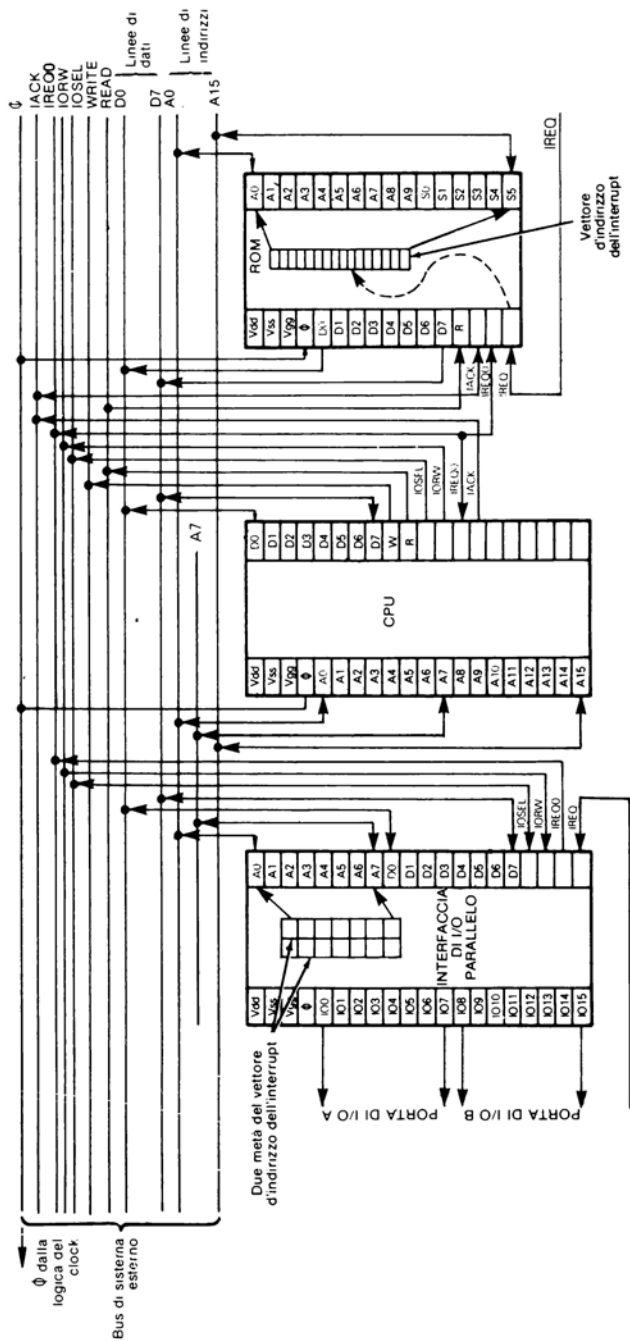 Φ
IACK
IREQ0
IORW
IOSEL
WRITE
READ
D0
D7
A0
A15
Linee di
dati
Linee di
indirizzi
Φ dalla
logica del
clock
Bus di sistema
esterno
A7
Due metà del vettore
d'indirizzo dell'interrupt
Vdd
Vss
Vgg
Φ
IO0
IO1
IO2
IO3
IO4
IO5
IO6
IO7
IO8
IO9
IO10
IO11
IO12
IO13
IO14
IO15
PORTA DI I/O A
PORTA DI I/O B
INTERFACCIA
DI I/O
PARALLELO
A0
A1
A2
A3
A4
A5
A6
A7
D0
D1
D2
D3
D4
D5
D6
D7
IOSEL
IORW
IREQ0
IREQ
Vdd
Vss
Vgg
Φ
A0
A1
A2
A3
A4
A5
A6
A7
A8
A9
A10
A11
A12
A13
A14
A15
CPU
D0
D1
D2
D3
D4
D5
D6
D7
W
R
IOSEL
IORW
IREQ0
IACK
Vdd
Vss
Vgg
Φ
D0
D1
D2
D3
D4
D5
D6
D7
R
IACK
IREQ0
IREQ
ROM
A0
A1
A2
A3
A4
A5
A6
A7
A8
A9
S0
S1
S2
S3
S4
S5
Vettore
d'indirizzo
dell'interrupt
IREQ